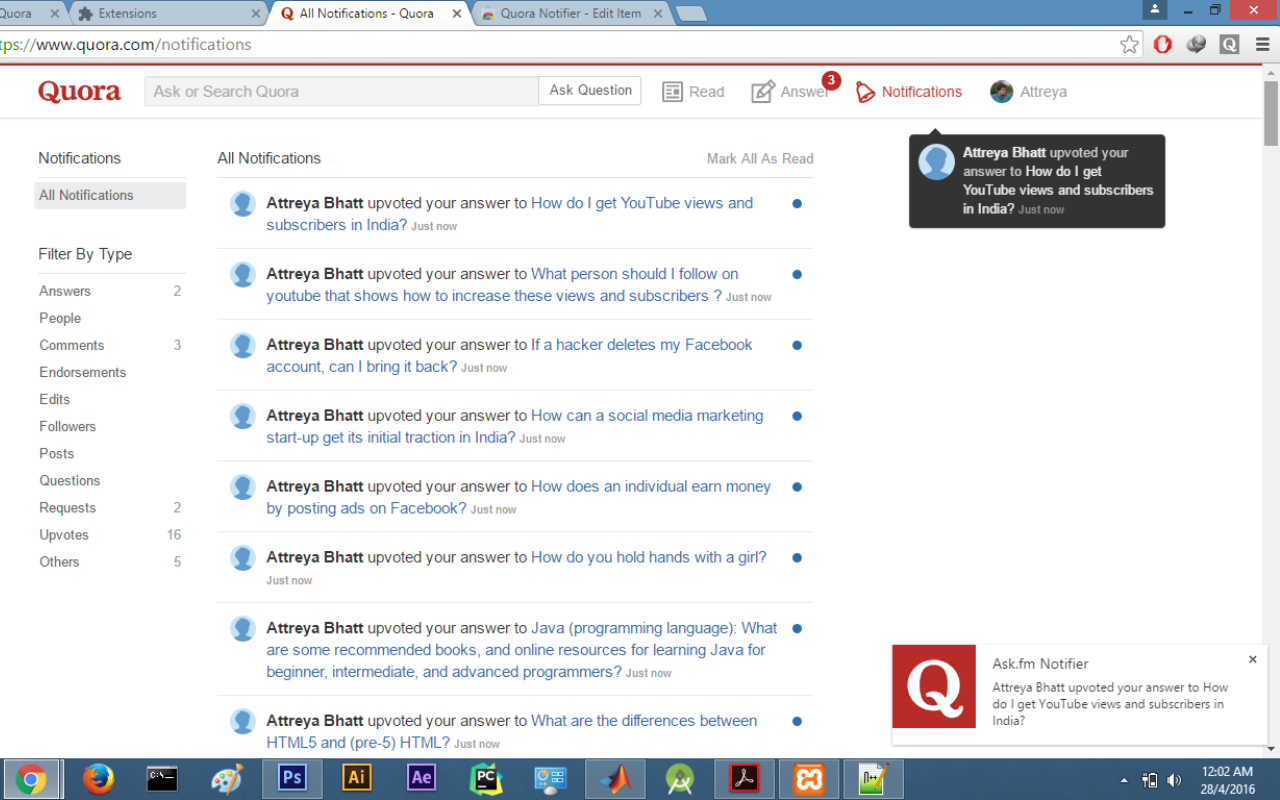 Quora
Extensions
All Notifications - Quora
Quora Notifier - Edit Item
tps://www.quora.com/notifications
Q
Quora
Ask or Search Quora
Ask Question
Read
Answer
3
Notifications
Attreya
Notifications
All Notifications
Filter By Type
Answers 2
People
Comments 3
Endorsements
Edits
Followers
Posts
Questions
Requests 2
Upvotes 16
Others 5
All Notifications
Mark All As Read
Attreya Bhatt upvoted your answer to How do I get YouTube views and
subscribers in India? Just now
Attreya Bhatt upvoted your answer to What person should I follow on
youtube that shows how to increase these views and subscribers ? Just now
Attreya Bhatt upvoted your answer to If a hacker deletes my Facebook
account, can I bring it back? Just now
Attreya Bhatt upvoted your answer to How can a social media marketing
start-up get its initial traction in India? Just now
Attreya Bhatt upvoted your answer to How does an individual earn money
by posting ads on Facebook? Just now
Attreya Bhatt upvoted your answer to How do you hold hands with a girl?
Just now
Attreya Bhatt upvoted your answer to Java (programming language): What
are some recommended books, and online resources for learning Java for
beginner, intermediate, and advanced programmers? Just now
Attreya Bhatt upvoted your answer to What are the differences between
HTML5 and (pre-5) HTML? Just now
Attreya Bhatt upvoted your
answer to How do I get
YouTube views and subscribers
in India? Just now
Q
Ask.fm Notifier
Attreya Bhatt upvoted your answer to How
do I get YouTube views and subscribers in
India?
Ps
Ai
Ae
PC
12:02 AM
28/4/2016